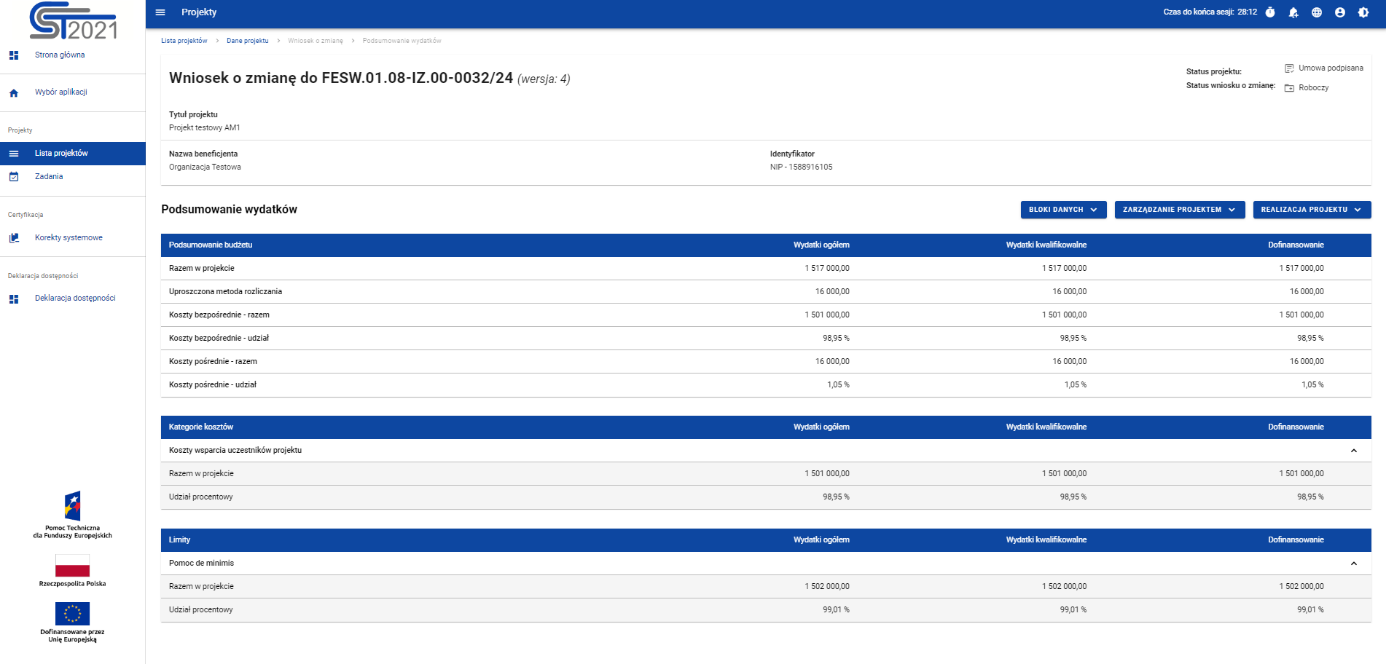 CST2021
Projekty
Czas do końca sesji: 28:12
Strona główna
Wybór aplikacji
Projekty
Lista projektów
Zadania
Certyfikacja
Korekty systemowe
Deklaracja dostępności
Deklaracja dostępności
Pomoc Techniczna
dla Funduszy Europejskich
Rzeczpospolita Polska
Dofinansowane przez
Unię Europejską
Lista projektów > Dane projektu > Wniosek o zmianę > Podsumowanie wydatków
Wniosek o zmianę do FESW.01.08-IZ.00-0032/24 (wersja: 4)
Status projektu: Umowa podpisana
Status wniosku o zmianę: Roboczy
Tytuł projektu
Projekt testowy AM1
Nazwa beneficjenta
Organizacja Testowa
Identyfikator
NIP - 1588916105
Podsumowanie wydatków
BLOKI DANYCH
ZARZĄDZANIE PROJEKTEM
REALIZACJA PROJEKTU
Podsumowanie budżetu Wydatki ogółem Wydatki kwalifikowalne Dofinansowanie
Razem w projekcie 1 517 000,00 1 517 000,00 1 517 000,00
Uproszczona metoda rozliczania 16 000,00 16 000,00 16 000,00
Koszty bezpośrednie - razem 1 501 000,00 1 501 000,00 1 501 000,00
Koszty bezpośrednie - udział 98,95 % 98,95 % 98,95 %
Koszty pośrednie - razem 16 000,00 16 000,00 16 000,00
Koszty pośrednie - udział 1,05 % 1,05 % 1,05 %
Kategorie kosztów Wydatki ogółem Wydatki kwalifikowalne Dofinansowanie
Koszty wsparcia uczestników projektu
Razem w projekcie 1 501 000,00 1 501 000,00 1 501 000,00
Udział procentowy 98,95 % 98,95 % 98,95 %
Limity Wydatki ogółem Wydatki kwalifikowalne Dofinansowanie
Pomoc de minimis
Razem w projekcie 1 502 000,00 1 502 000,00 1 502 000,00
Udział procentowy 99,01 % 99,01 % 99,01 %